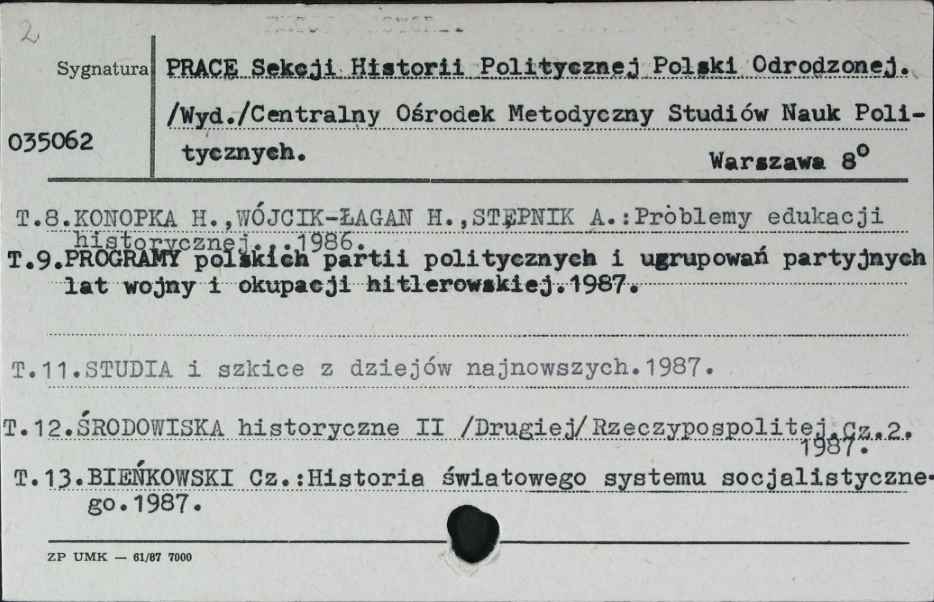 2
Sygnatura
PRACE Sekcji Historii Politycznej Polski Odrodzonej.
/Wyd./Centralny Ośrodek Metodyczny Studiów Nauk Poli-
035062
tycznych.
Warszawa 8°
T.8.KONOPKA H.,WÓJCIK-ŁAGAN H.,STĘPNIK A.:Problemy edukacji
historycznej...1986.
T.9.PROGRAMY polskich partii politycznych i ugrupowań partyjnych
lat wojny i okupacji hitlerowskiej.1987.
T.11.STUDIA i szkice z dziejów najnowszych.1987.
T.12.ŚRODOWISKA historyczne II /Drugiej/ Rzeczypospolitej.Cz.2.
1987.
T.13.BIEŃKOWSKI Cz.:Historia światowego systemu socjalistyczne-
go.1987.
ZP UMK — 61/87 7000